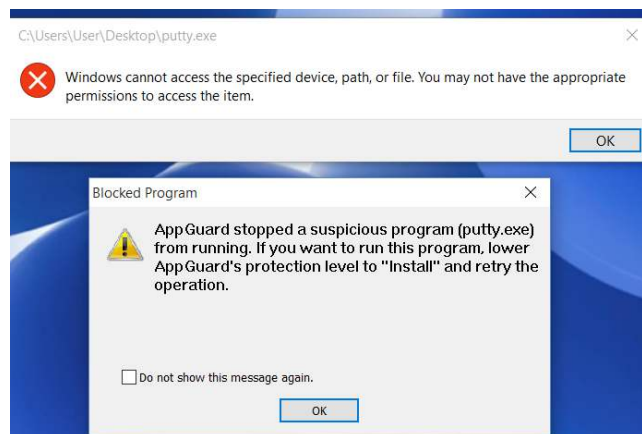 C:\Users\User\Desktop\putty.exe
Windows cannot access the specified device, path, or file. You may not have the appropriate
permissions to access the item.
OK
Blocked Program
AppGuard stopped a suspicious program (putty.exe)
from running. If you want to run this program, lower
AppGuard's protection level to "Install" and retry the
operation.
Do not show this message again.
OK